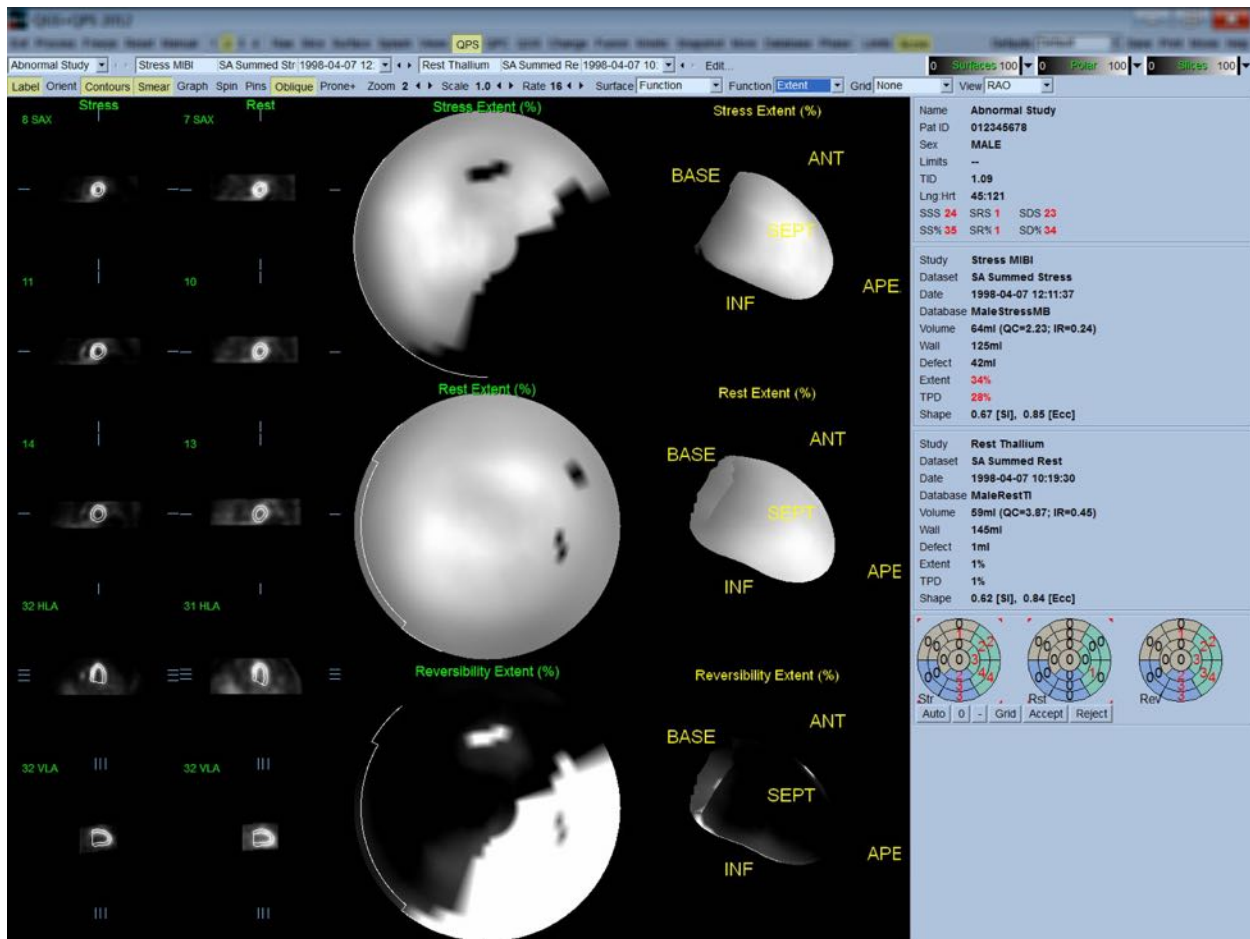 QGS+QPS 2012
QPS
Abnormal Study Stress MIBI SA Summed Str 1998-04-07 12: Rest Thallium SA Summed Re 1998-04-07 10: Edit... 0 Surfaces 100 0 Polar 100 0 Slices 100
Label Orient Contours Smear Graph Spin Pins Oblique Prone+ Zoom 2 Scale 1.0 Rate 16 Surface Function Function Extent Grid None View RAO
Stress Rest
8 SAX 7 SAX
11 10
14 13
32 HLA 31 HLA
32 VLA 32 VLA
Stress Extent (%) Stress Extent (%)
ANT
BASE
SEPT
APE
INF
Rest Extent (%) Rest Extent (%)
ANT
BASE
SEPT
APE
INF
Reversibility Extent (%) Reversibility Extent (%)
ANT
BASE
SEPT
APE
INF
Name Abnormal Study
Pat ID 012345678
Sex MALE
Limits --
TID 1.09
Lng:Hrt 45:121
SSS 24 SRS 1 SDS 23
SS% 35 SR% 1 SD% 34
Study Stress MIBI
Dataset SA Summed Stress
Date 1998-04-07 12:11:37
Database MaleStressMB
Volume 64ml (QC=2.23; IR=0.24)
Wall 125ml
Defect 42ml
Extent 34%
TPD 28%
Shape 0.67 [SI], 0.85 [Ecc]
Study Rest Thallium
Dataset SA Summed Rest
Date 1998-04-07 10:19:30
Database MaleRestTl
Volume 59ml (QC=3.87; IR=0.45)
Wall 145ml
Defect 1ml
Extent 1%
TPD 1%
Shape 0.62 [SI], 0.84 [Ecc]
Str Rst Rev
Auto 0 - Grid Accept Reject